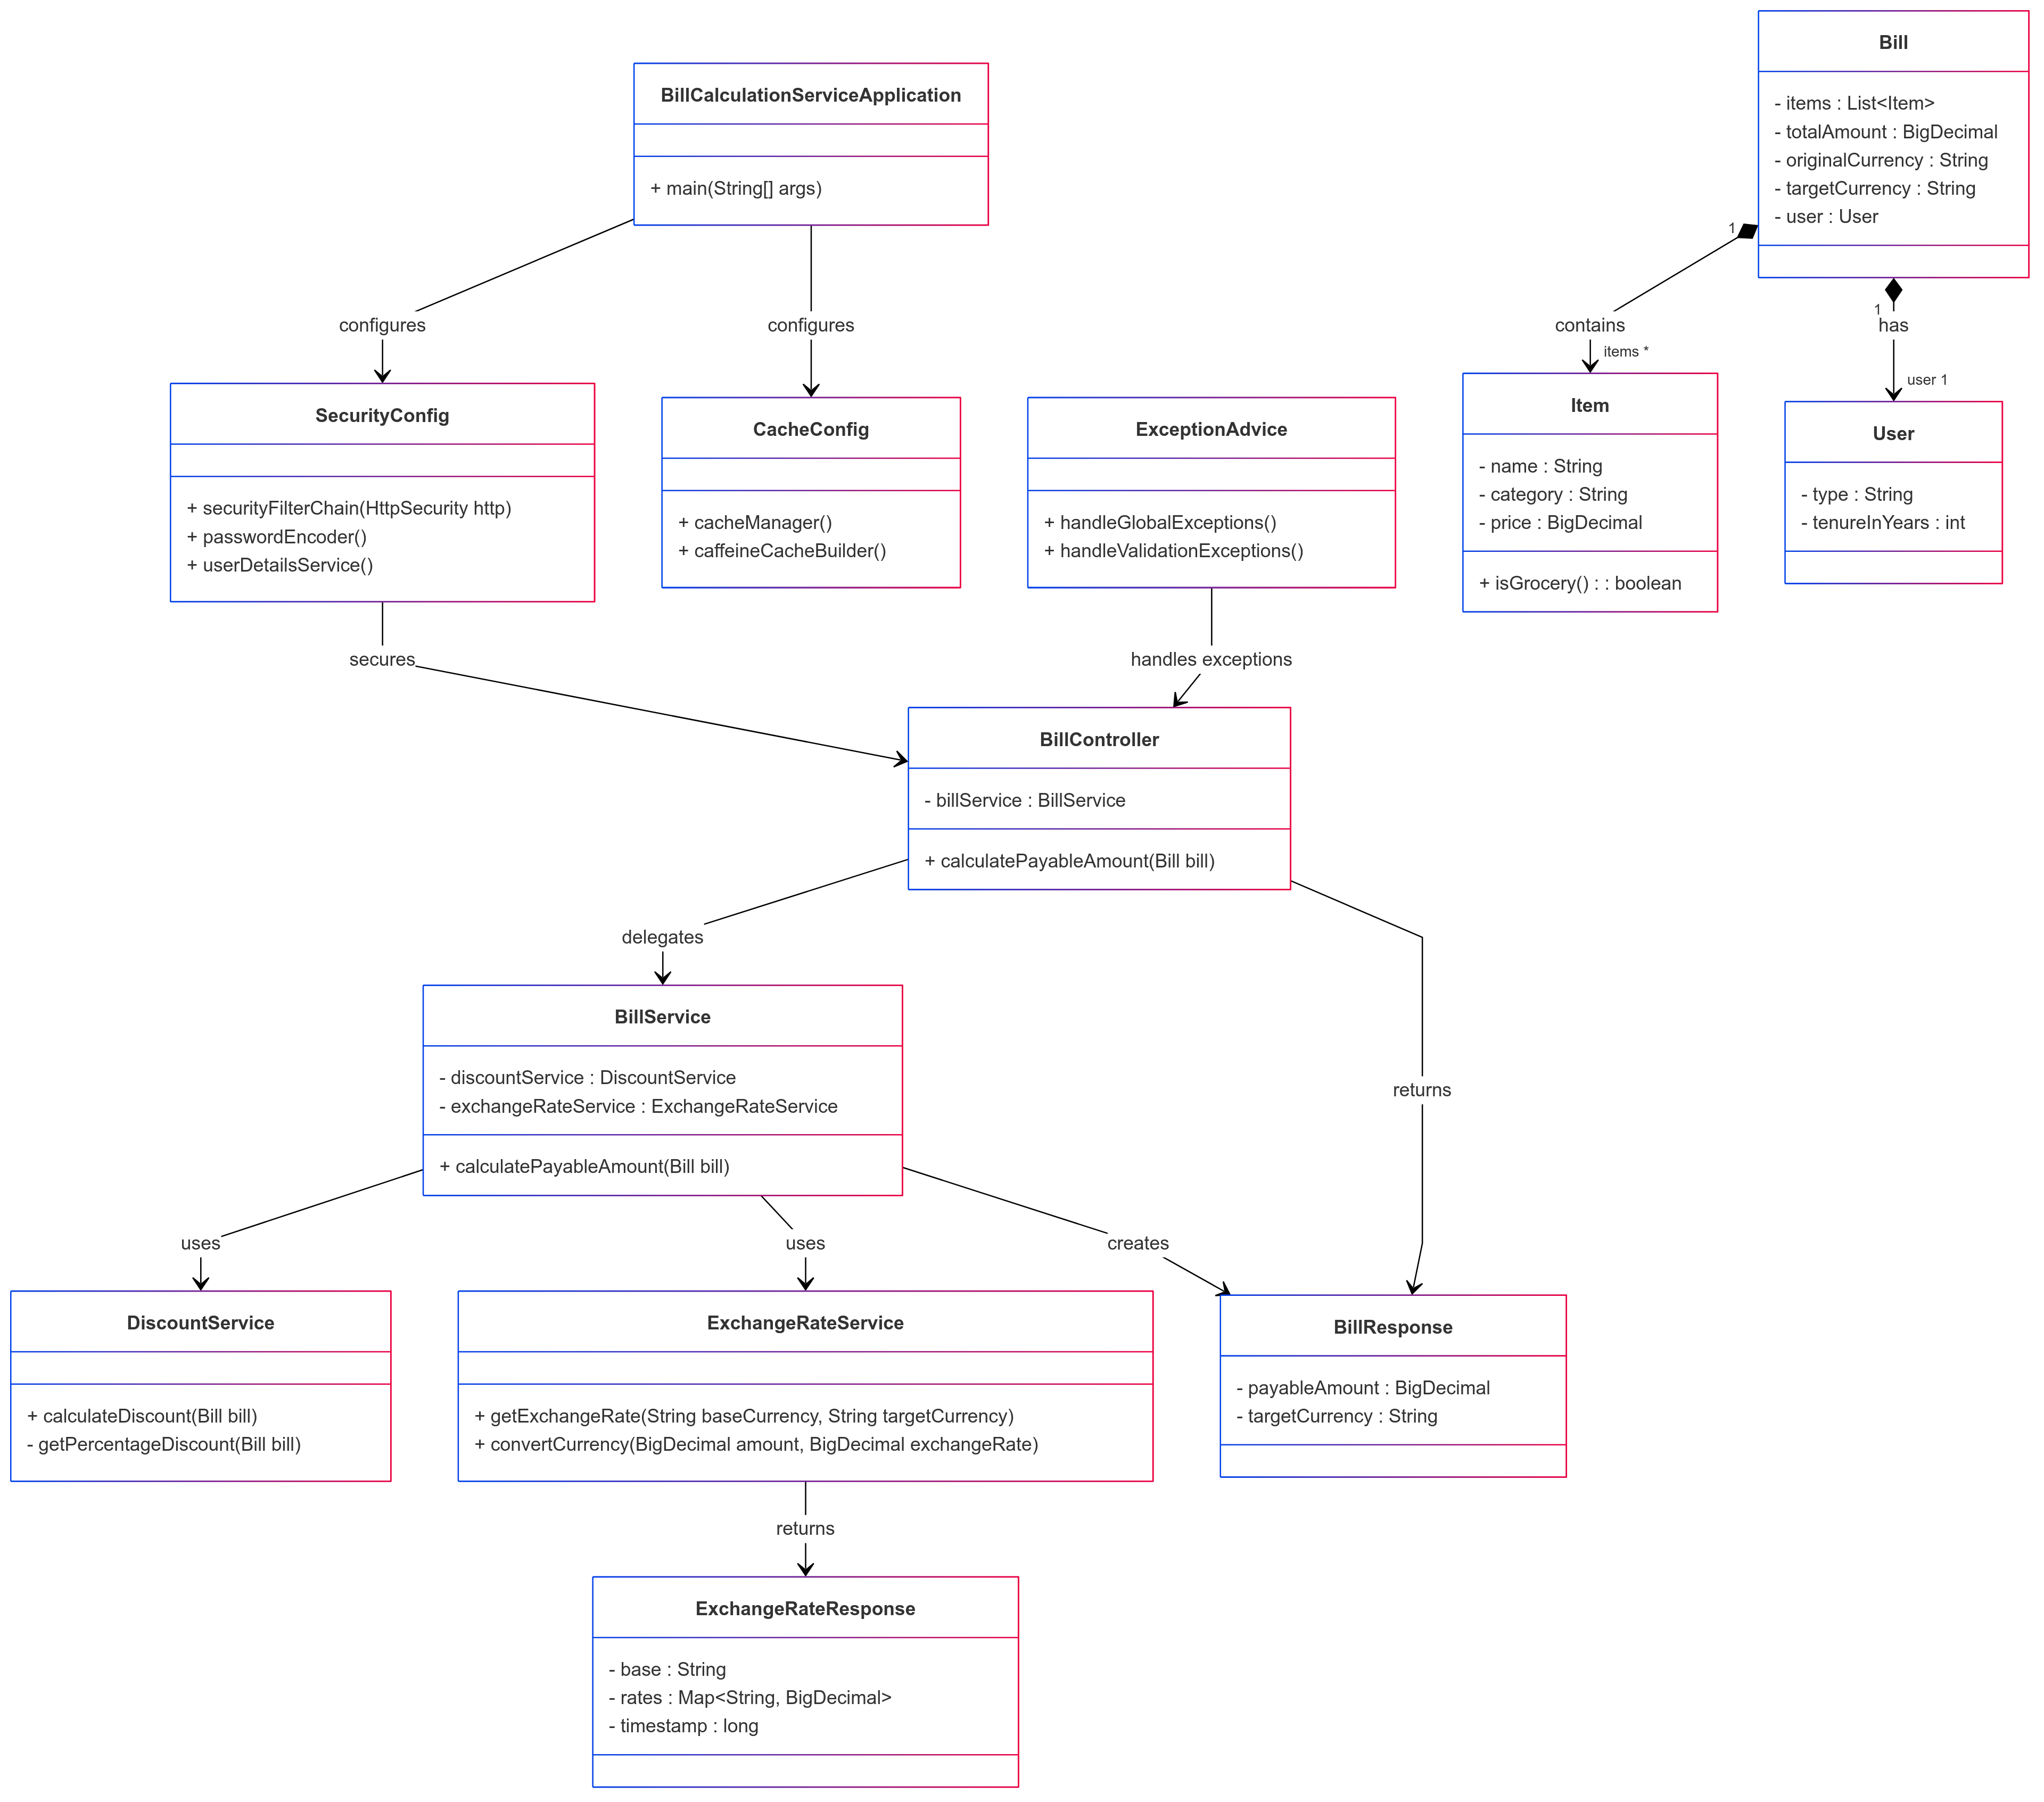 Bill
- items : List<Item>
- totalAmount : BigDecimal
- originalCurrency : String
- targetCurrency : String
- user : User
BillCalculationServiceApplication
+ main(String[] args)
1
1
configures
configures
contains
has
items *
user 1
SecurityConfig
+ securityFilterChain(HttpSecurity http)
+ passwordEncoder()
+ userDetailsService()
CacheConfig
+ cacheManager()
+ caffeineCacheBuilder()
ExceptionAdvice
+ handleGlobalExceptions()
+ handleValidationExceptions()
Item
- name : String
- category : String
- price : BigDecimal
+ isGrocery() : : boolean
User
- type : String
- tenureInYears : int
secures
handles exceptions
BillController
- billService : BillService
+ calculatePayableAmount(Bill bill)
delegates
BillService
- discountService : DiscountService
- exchangeRateService : ExchangeRateService
+ calculatePayableAmount(Bill bill)
returns
uses
uses
creates
DiscountService
+ calculateDiscount(Bill bill)
- getPercentageDiscount(Bill bill)
ExchangeRateService
+ getExchangeRate(String baseCurrency, String targetCurrency)
+ convertCurrency(BigDecimal amount, BigDecimal exchangeRate)
BillResponse
- payableAmount : BigDecimal
- targetCurrency : String
returns
ExchangeRateResponse
- base : String
- rates : Map<String, BigDecimal>
- timestamp : long